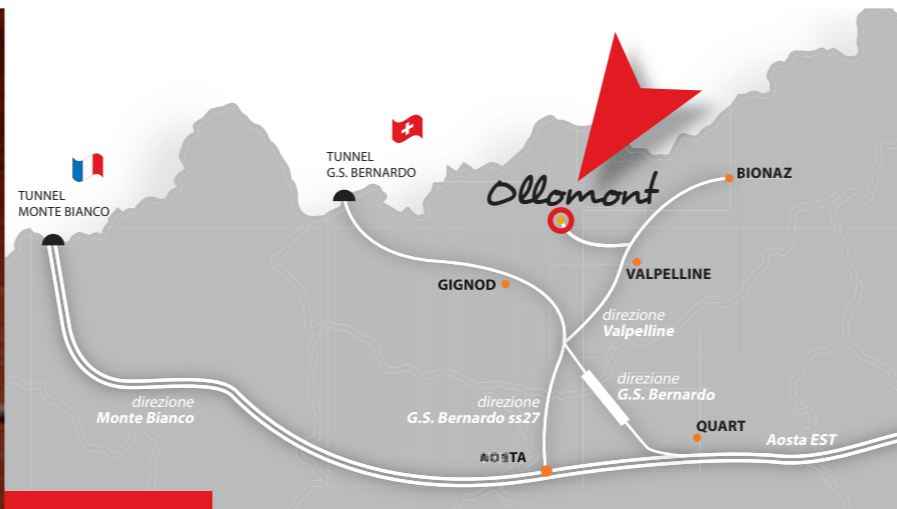 TUNNEL
MONTE BIANCO
TUNNEL
G.S. BERNARDO
Ollomont
BIONAZ
GIGNOD
VALPELLINE
direzione
Valpelline
direzione
G.S. Bernardo
direzione
Monte Bianco
direzione
G.S. Bernardo ss27
QUART
Aosta EST